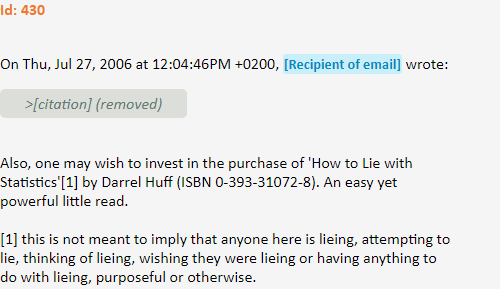 Id: 430
On Thu, Jul 27, 2006 at 12:04:46PM +0200, [Recipient of email] wrote:
>[citation] (removed)
Also, one may wish to invest in the purchase of 'How to Lie with
Statistics'[1] by Darrel Huff (ISBN 0-393-31072-8). An easy yet
powerful little read.
[1] this is not meant to imply that anyone here is lieing, attempting to
lie, thinking of lieing, wishing they were lieing or having anything to
do with lieing, purposeful or otherwise.